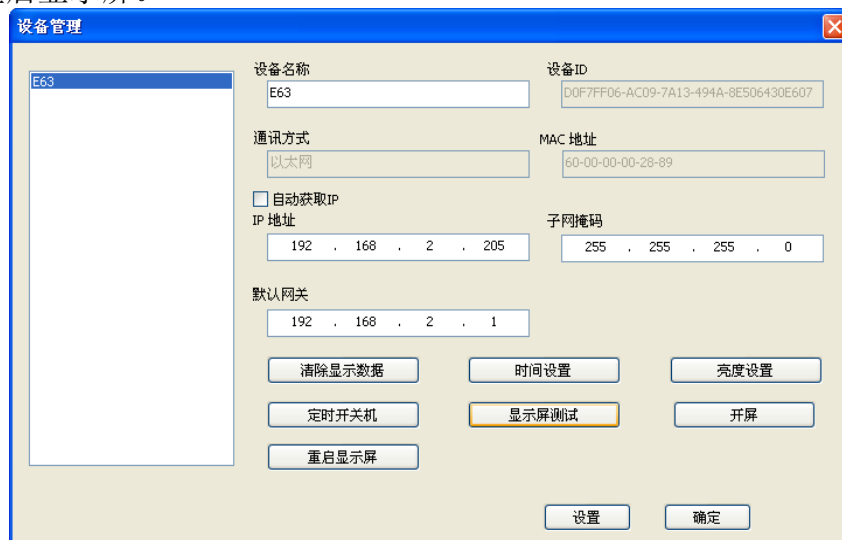 后显示屏。
设备管理
E63
设备名称
E63
设备ID
D0F7FF06-AC09-7A13-494A-8E506430E607
通讯方式
以太网
MAC 地址
60-00-00-00-28-89
自动获取IP
IP 地址
192 . 168 . 2 . 205
子网掩码
255 . 255 . 255 . 0
默认网关
192 . 168 . 2 . 1
清除显示数据
时间设置
亮度设置
定时开关机
显示屏测试
开屏
重启显示屏
设置
确定